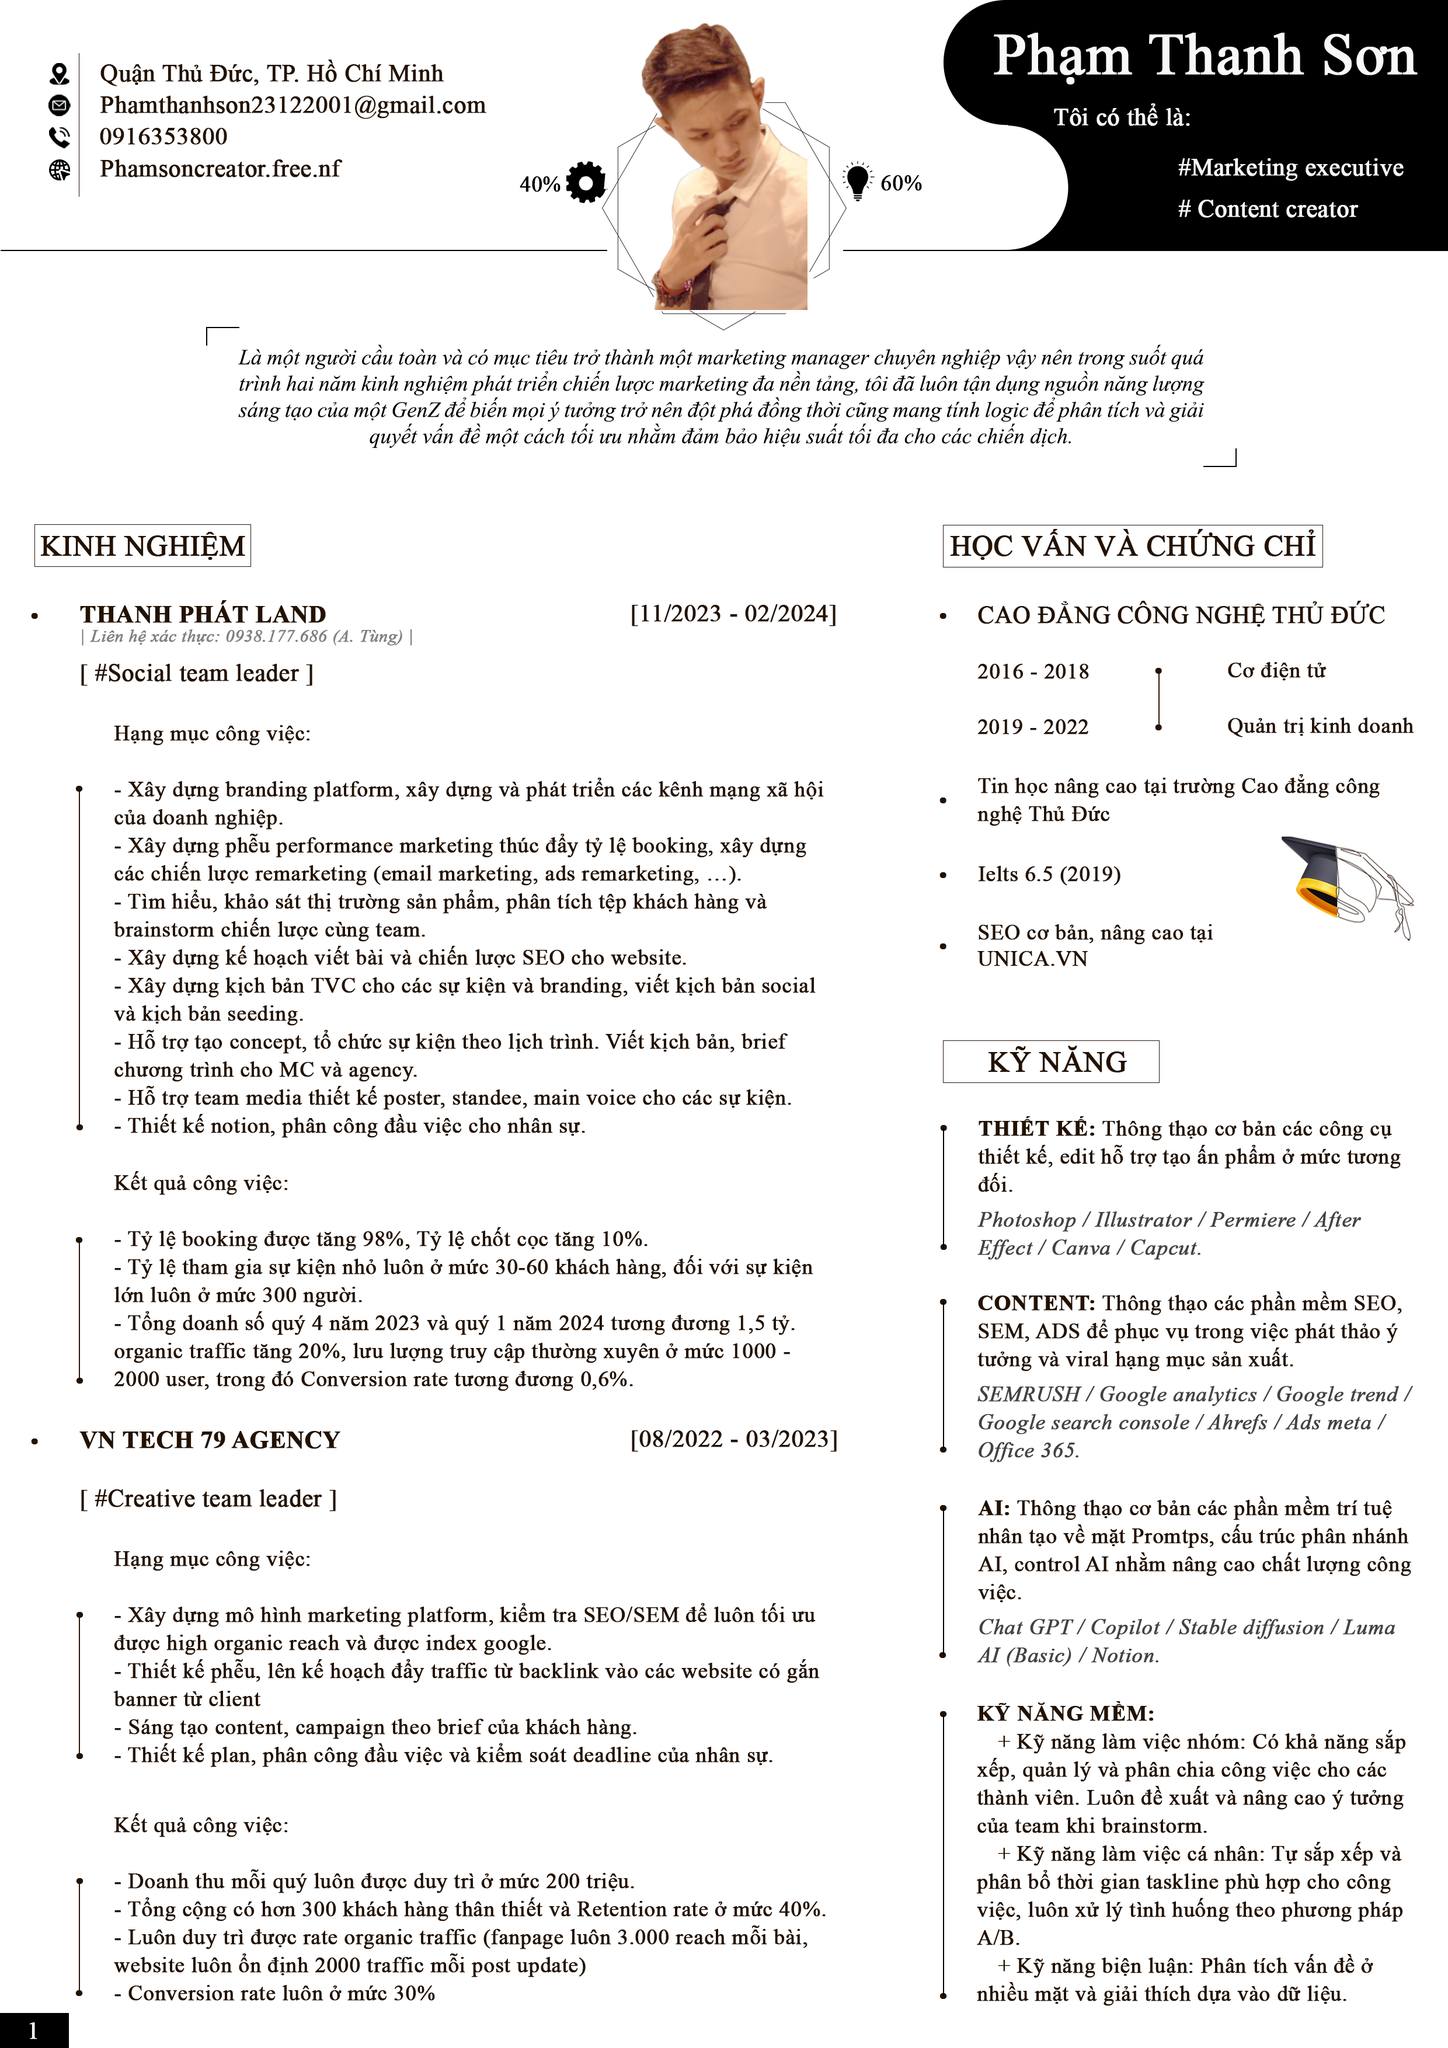 Quận Thủ Đức, TP. Hồ Chí Minh
Phamthanhson23122001@gmail.com
0916353800
Phamsoncreator.free.nf
40%
60%
Phạm Thanh Sơn
Tôi có thể là:
#Marketing executive
# Content creator
Là một người cầu toàn và có mục tiêu trở thành một marketing manager chuyên nghiệp vậy nên trong suốt quá
trình hai năm kinh nghiệm phát triển chiến lược marketing đa nền tảng, tôi đã luôn tận dụng nguồn năng lượng
sáng tạo của một GenZ để biến mọi ý tưởng trở nên đột phá đồng thời cũng mang tính logic để phân tích và giải
quyết vấn đề một cách tối ưu nhằm đảm bảo hiệu suất tối đa cho các chiến dịch.
KINH NGHIỆM
THANH PHÁT LAND [11/2023 - 02/2024]
| Liên hệ xác thực: 0938.177.686 (A. Tùng) |
[ #Social team leader ]
Hạng mục công việc:
- Xây dựng branding platform, xây dựng và phát triển các kênh mạng xã hội
của doanh nghiệp.
- Xây dựng phễu performance marketing thúc đẩy tỷ lệ booking, xây dựng
các chiến lược remarketing (email marketing, ads remarketing, ...).
- Tìm hiểu, khảo sát thị trường sản phẩm, phân tích tệp khách hàng và
brainstorm chiến lược cùng team.
- Xây dựng kế hoạch viết bài và chiến lược SEO cho website.
- Xây dựng kịch bản TVC cho các sự kiện và branding, viết kịch bản social
và kịch bản seeding.
- Hỗ trợ tạo concept, tổ chức sự kiện theo lịch trình. Viết kịch bản, brief
chương trình cho MC và agency.
- Hỗ trợ team media thiết kế poster, standee, main voice cho các sự kiện.
- Thiết kế notion, phân công đầu việc cho nhân sự.
Kết quả công việc:
- Tỷ lệ booking được tăng 98%, Tỷ lệ chốt cọc tăng 10%.
- Tỷ lệ tham gia sự kiện nhỏ luôn ở mức 30-60 khách hàng, đối với sự kiện
lớn luôn ở mức 300 người.
- Tổng doanh số quý 4 năm 2023 và quý 1 năm 2024 tương đương 1,5 tỷ.
organic traffic tăng 20%, lưu lượng truy cập thường xuyên ở mức 1000 -
2000 user, trong đó Conversion rate tương đương 0,6%.
VN TECH 79 AGENCY [08/2022 - 03/2023]
[ #Creative team leader ]
Hạng mục công việc:
- Xây dựng mô hình marketing platform, kiểm tra SEO/SEM để luôn tối ưu
được high organic reach và được index google.
- Thiết kế phễu, lên kế hoạch đẩy traffic từ backlink vào các website có gắn
banner từ client
- Sáng tạo content, campaign theo brief của khách hàng.
- Thiết kế plan, phân công đầu việc và kiểm soát deadline của nhân sự.
Kết quả công việc:
- Doanh thu mỗi quý luôn được duy trì ở mức 200 triệu.
- Tổng cộng có hơn 300 khách hàng thân thiết và Retention rate ở mức 40%.
- Luôn duy trì được rate organic traffic (fanpage luôn 3.000 reach mỗi bài,
website luôn ổn định 2000 traffic mỗi post update)
- Conversion rate luôn ở mức 30%
HỌC VẤN VÀ CHỨNG CHỈ
CAO ĐẲNG CÔNG NGHỆ THỦ ĐỨC
2016 - 2018 Cơ điện tử
2019 - 2022 Quản trị kinh doanh
Tin học nâng cao tại trường Cao đẳng công
nghệ Thủ Đức
Ielts 6.5 (2019)
SEO cơ bản, nâng cao tại
UNICA.VN
KỸ NĂNG
THIẾT KẾ: Thông thạo cơ bản các công cụ
thiết kế, edit hỗ trợ tạo ấn phẩm ở mức tương
đối.
Photoshop / Illustrator / Permiere / After
Effect / Canva / Capcut.
CONTENT: Thông thạo các phần mềm SEO,
SEM, ADS để phục vụ trong việc phát thảo ý
tưởng và viral hạng mục sản xuất.
SEMRUSH / Google analytics / Google trend /
Google search console / Ahrefs / Ads meta /
Office 365.
AI: Thông thạo cơ bản các phần mềm trí tuệ
nhân tạo về mặt Promtps, cấu trúc phân nhánh
AI, control AI nhằm nâng cao chất lượng công
việc.
Chat GPT / Copilot / Stable diffusion / Luma
AI (Basic) / Notion.
KỸ NĂNG MỀM:
+ Kỹ năng làm việc nhóm: Có khả năng sắp
xếp, quản lý và phân chia công việc cho các
thành viên. Luôn đề xuất và nâng cao ý tưởng
của team khi brainstorm.
+ Kỹ năng làm việc cá nhân: Tự sắp xếp và
phân bổ thời gian taskline phù hợp cho công
việc, luôn xử lý tình huống theo phương pháp
A/B.
+ Kỹ năng biện luận: Phân tích vấn đề ở
nhiều mặt và giải thích dựa vào dữ liệu.
1